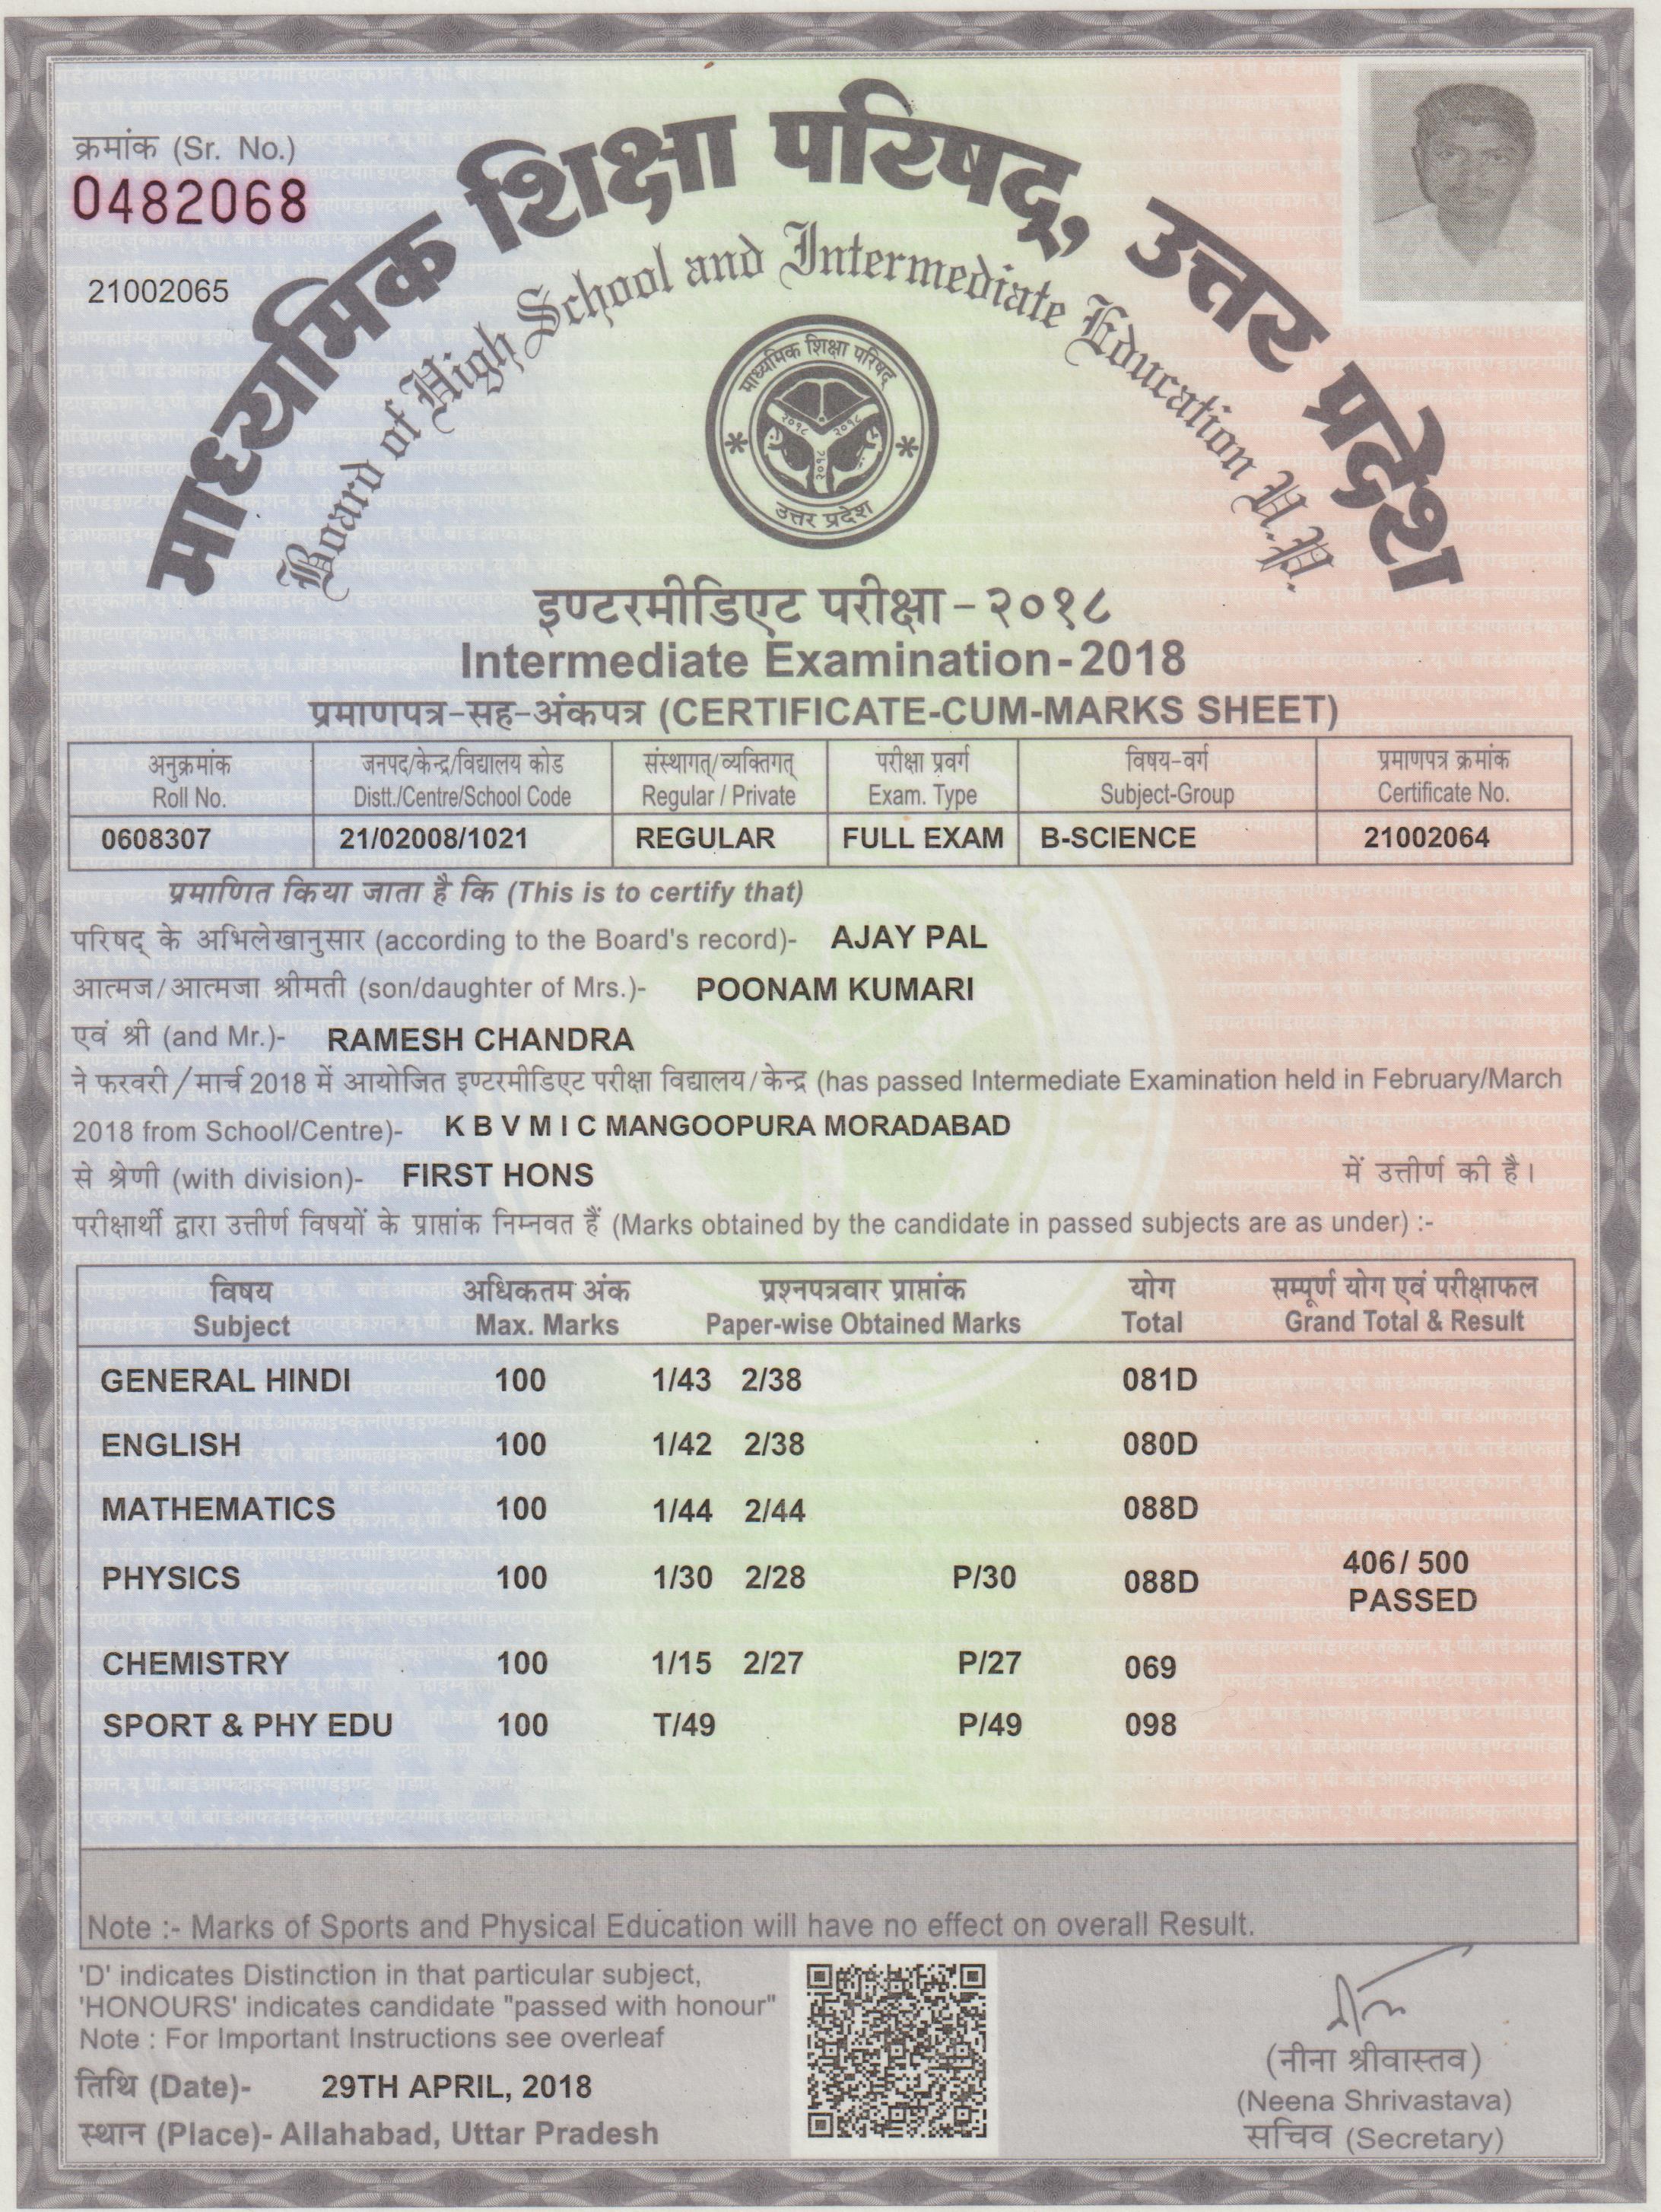 क्रमांक (Sr. No.)
0482068
21002065
माध्यमिक शिक्षा परिषद्, उत्तर प्रदेश
Board of High School and Intermediate Education U.P.
माध्यमिक शिक्षा परिषद्
२०१८ २०१८
२०१८
उत्तर प्रदेश
इण्टरमीडिएट परीक्षा-२०१८
Intermediate Examination-2018
प्रमाणपत्र-सह-अंकपत्र (CERTIFICATE-CUM-MARKS SHEET)
अनुक्रमांक जनपद/केन्द्र/विद्यालय कोड संस्थागत्/व्यक्तिगत् परीक्षा प्रवर्ग विषय-वर्ग प्रमाणपत्र क्रमांक
Roll No. Distt./Centre/School Code Regular / Private Exam. Type Subject-Group Certificate No.
0608307 21/02008/1021 REGULAR FULL EXAM B-SCIENCE 21002064
प्रमाणित किया जाता है कि (This is to certify that)
परिषद् के अभिलेखानुसार (according to the Board's record)- AJAY PAL
आत्मज/आत्मजा श्रीमती (son/daughter of Mrs.)- POONAM KUMARI
एवं श्री (and Mr.)- RAMESH CHANDRA
ने फरवरी/मार्च 2018 में आयोजित इण्टरमीडिएट परीक्षा विद्यालय/केन्द्र (has passed Intermediate Examination held in February/March
2018 from School/Centre)- K B V M I C MANGOOPURA MORADABAD
से श्रेणी (with division)- FIRST HONS में उत्तीर्ण की है।
परीक्षार्थी द्वारा उत्तीर्ण विषयों के प्राप्तांक निम्नवत हैं (Marks obtained by the candidate in passed subjects are as under) :-
विषय अधिकतम अंक प्रश्नपत्रवार प्राप्तांक योग सम्पूर्ण योग एवं परीक्षाफल
Subject Max. Marks Paper-wise Obtained Marks Total Grand Total & Result
GENERAL HINDI 100 1/43 2/38 081D
ENGLISH 100 1/42 2/38 080D
MATHEMATICS 100 1/44 2/44 088D
PHYSICS 100 1/30 2/28 P/30 088D 406/ 500
PASSED
CHEMISTRY 100 1/15 2/27 P/27 069
SPORT & PHY EDU 100 T/49 P/49 098
Note :- Marks of Sports and Physical Education will have no effect on overall Result.
'D' indicates Distinction in that particular subject,
'HONOURS' indicates candidate "passed with honour"
Note : For Important Instructions see overleaf
तिथि (Date)- 29TH APRIL, 2018
स्थान (Place)- Allahabad, Uttar Pradesh
(नीना श्रीवास्तव)
(Neena Shrivastava)
सचिव (Secretary)